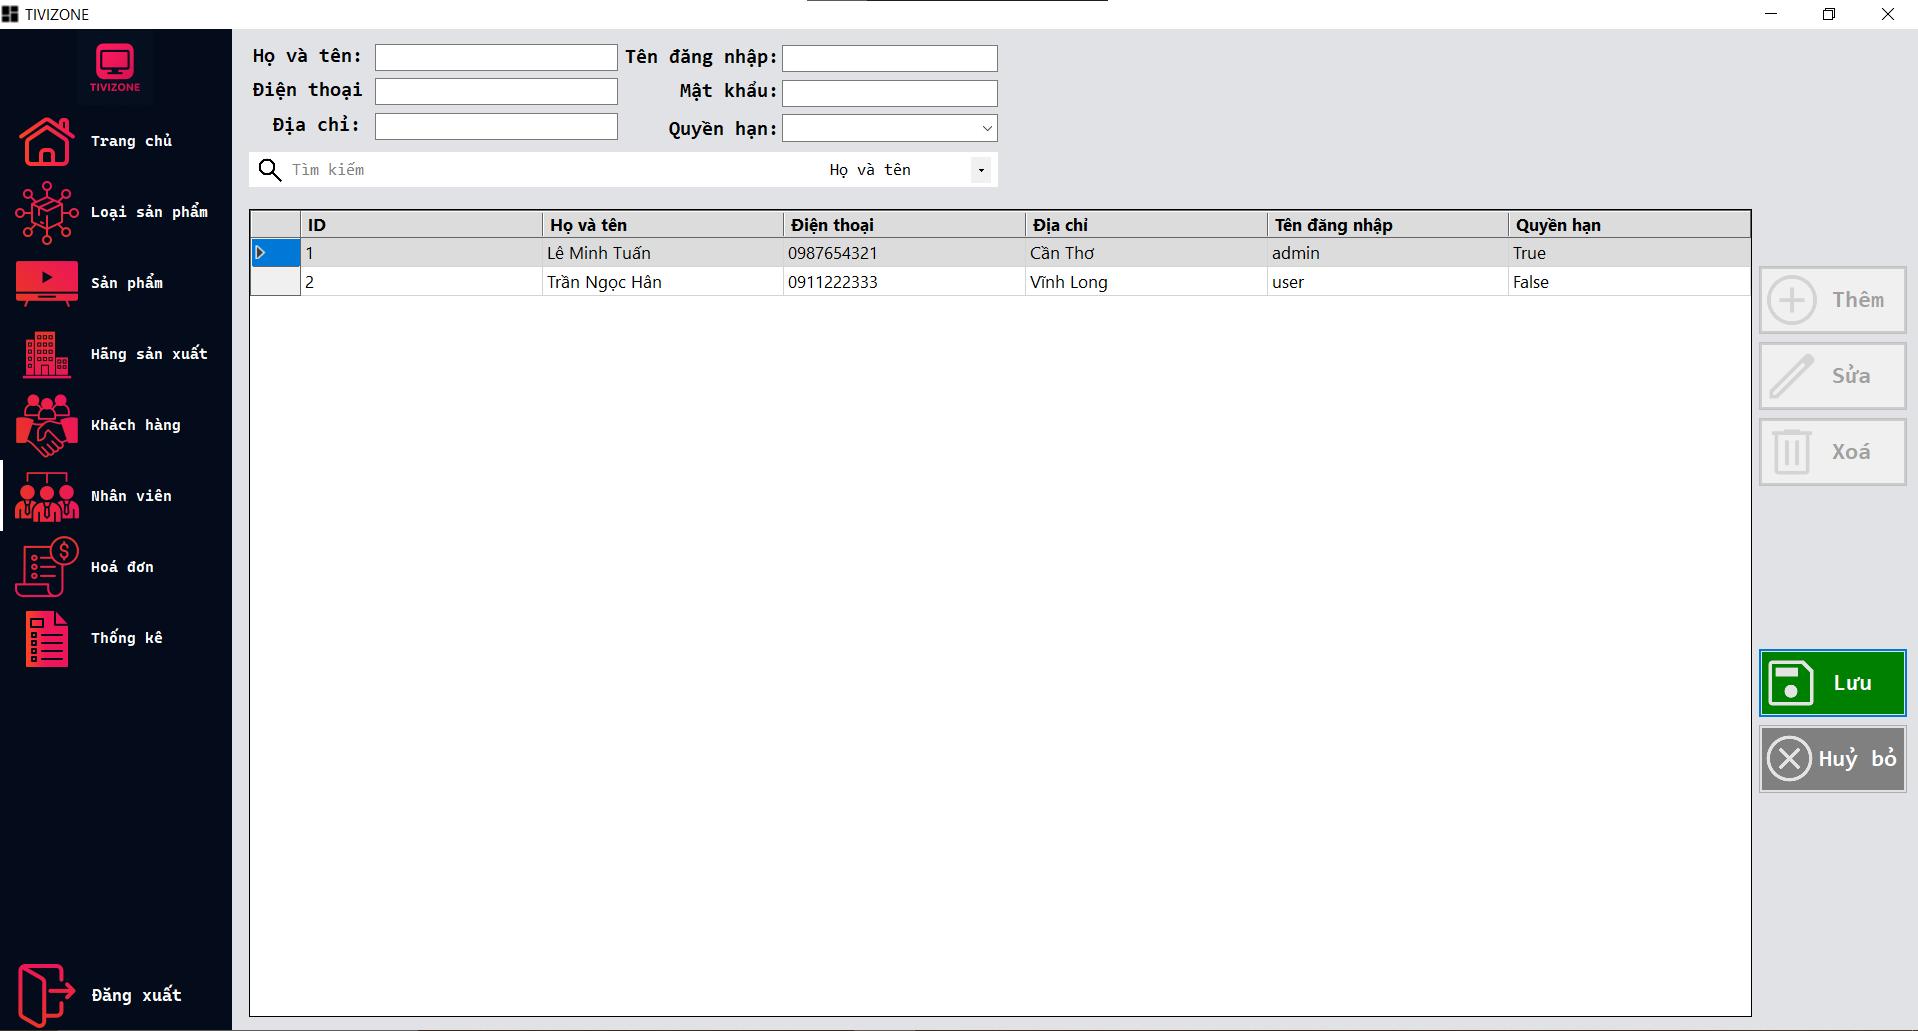 TIVIZONE
TIVIZONE
Trang chủ
Loại sản phẩm
Sản phẩm
Hãng sản xuất
Khách hàng
Nhân viên
Hoá đơn
Thống kê
Đăng xuất
Họ và tên: Tên đăng nhập:
Điện thoại Mật khẩu:
Địa chỉ: Quyền hạn:
Tìm kiếm Họ và tên
ID Họ và tên Điện thoại Địa chỉ Tên đăng nhập Quyền hạn
1 Lê Minh Tuấn 0987654321 Cần Thơ admin True
2 Trần Ngọc Hân 0911222333 Vĩnh Long user False
Thêm
Sửa
Xoá
Lưu
Huỷ bỏ